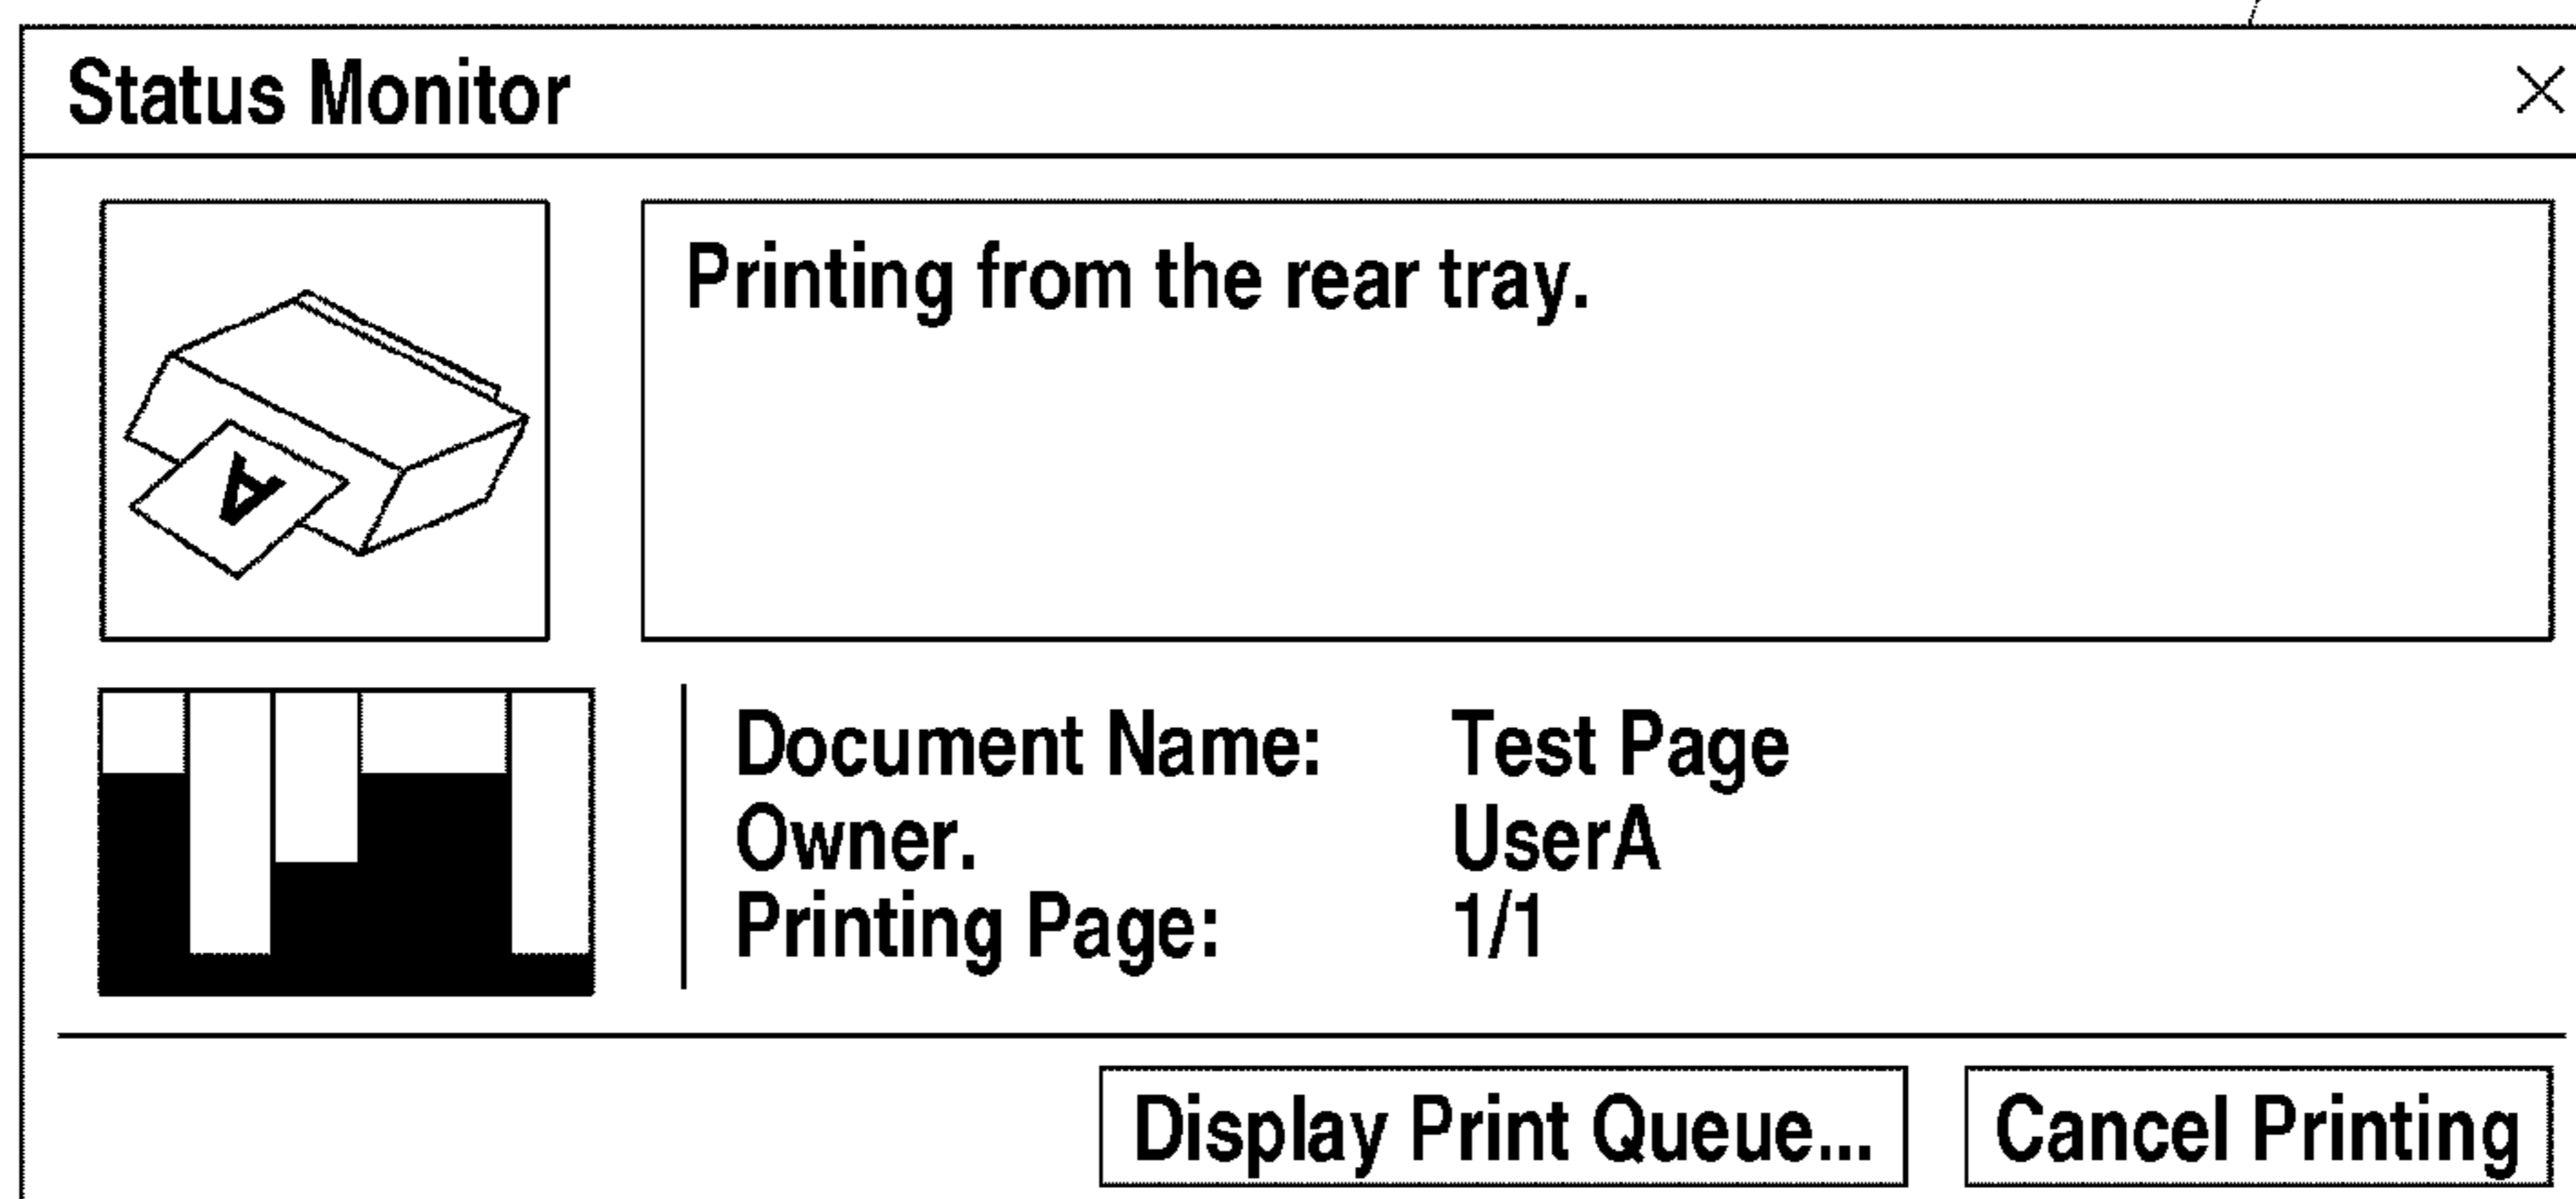 Status Monitor
Printing from the rear tray.
A
Document Name: Test Page
Owner. UserA
Printing Page: 1/1
Display Print Queue... Cancel Printing